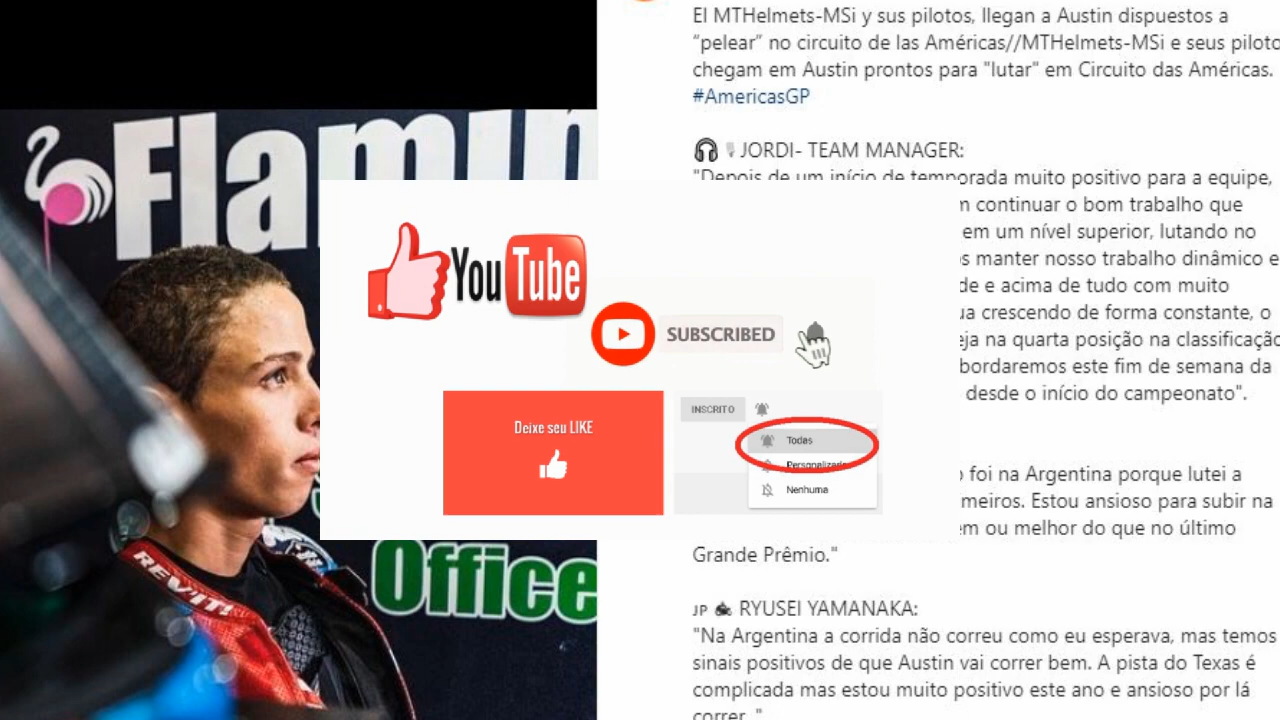 El MTHelmets-MSi y sus pilotos, llegan a Austin dispuestos a
“pelear” no circuito de las Américas//MTHelmets-MSi e seus piloto
chegam em Austin prontos para "lutar" em Circuito das Américas.
#AmericasGP
JORDI- TEAM MANAGER:
"Depois de um início de temporada muito positivo para a equipe,
continuar o bom trabalho que
em um nível superior, lutando no
manter nosso trabalho dinâmico e
de e acima de tudo com muito
crescendo de forma constante, o
na quarta posição na classificação
bordaremos este fim de semana da
desde o início do campeonato".
foi na Argentina porque lutei a
meiros. Estou ansioso para subir na
em ou melhor do que no último
Grande Prêmio."
JP RYUSEI YAMANAKA:
"Na Argentina a corrida não correu como eu esperava, mas temos
sinais positivos de que Austin vai correr bem. A pista do Texas é
complicada mas estou muito positivo este ano e ansioso por lá
correr. "
Flamin
Office
REV'IT!
YouTube
SUBSCRIBED
Deixe seu LIKE
INSCRITO
Todas
Personalizada
Nenhuma